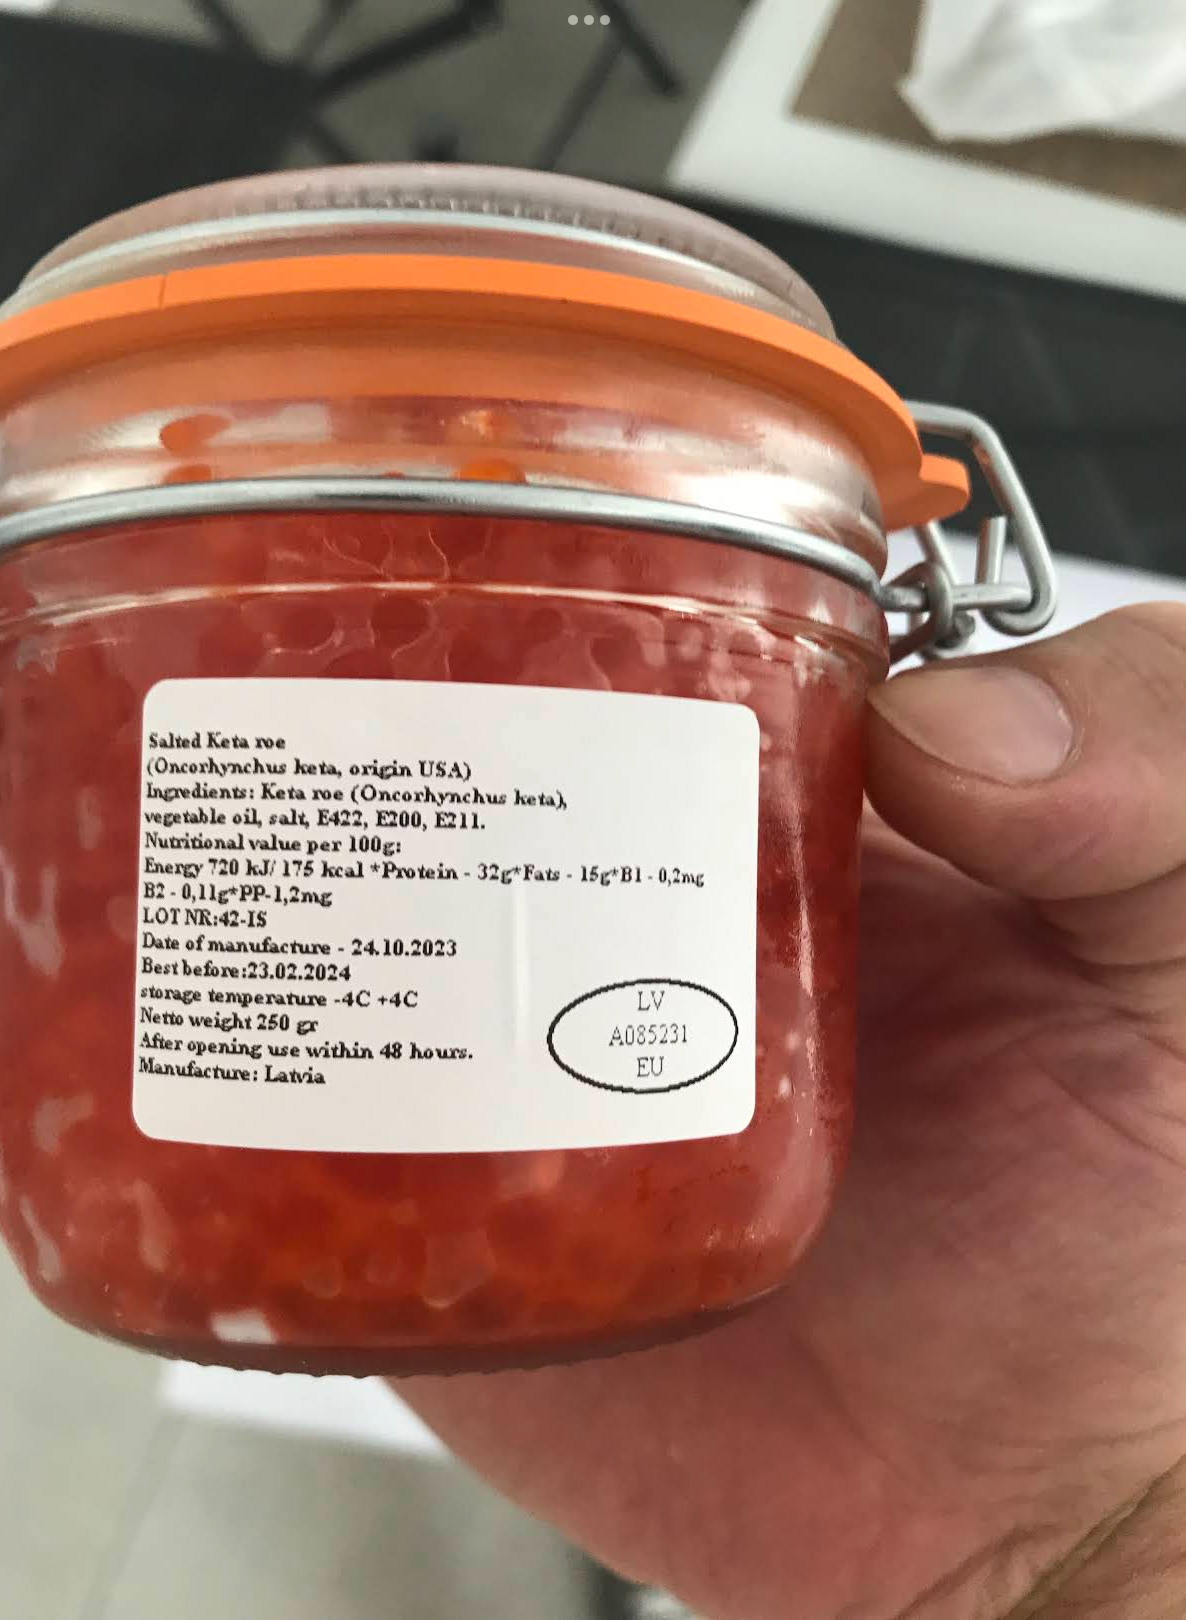 Salted Keta roe
(Oncorhynchus keta, origin USA)
Ingredients: Keta roe (Oncorhynchus keta),
vegetable oil, salt, E422, E200, E211.
Nutritional value per 100g:
Energy 720 kJ/ 175 kcal *Protein - 32g*Fats - 15g*B1 - 0,2mg
B2 - 0,11g*PP-1,2mg
LOT NR:42-IS
Date of manufacture - 24.10.2023
Best before:23.02.2024
storage temperature -4C +4C
Netto weight 250 gr
After opening use within 48 hours.
Manufacture: Latvia
LV
A085231
EU